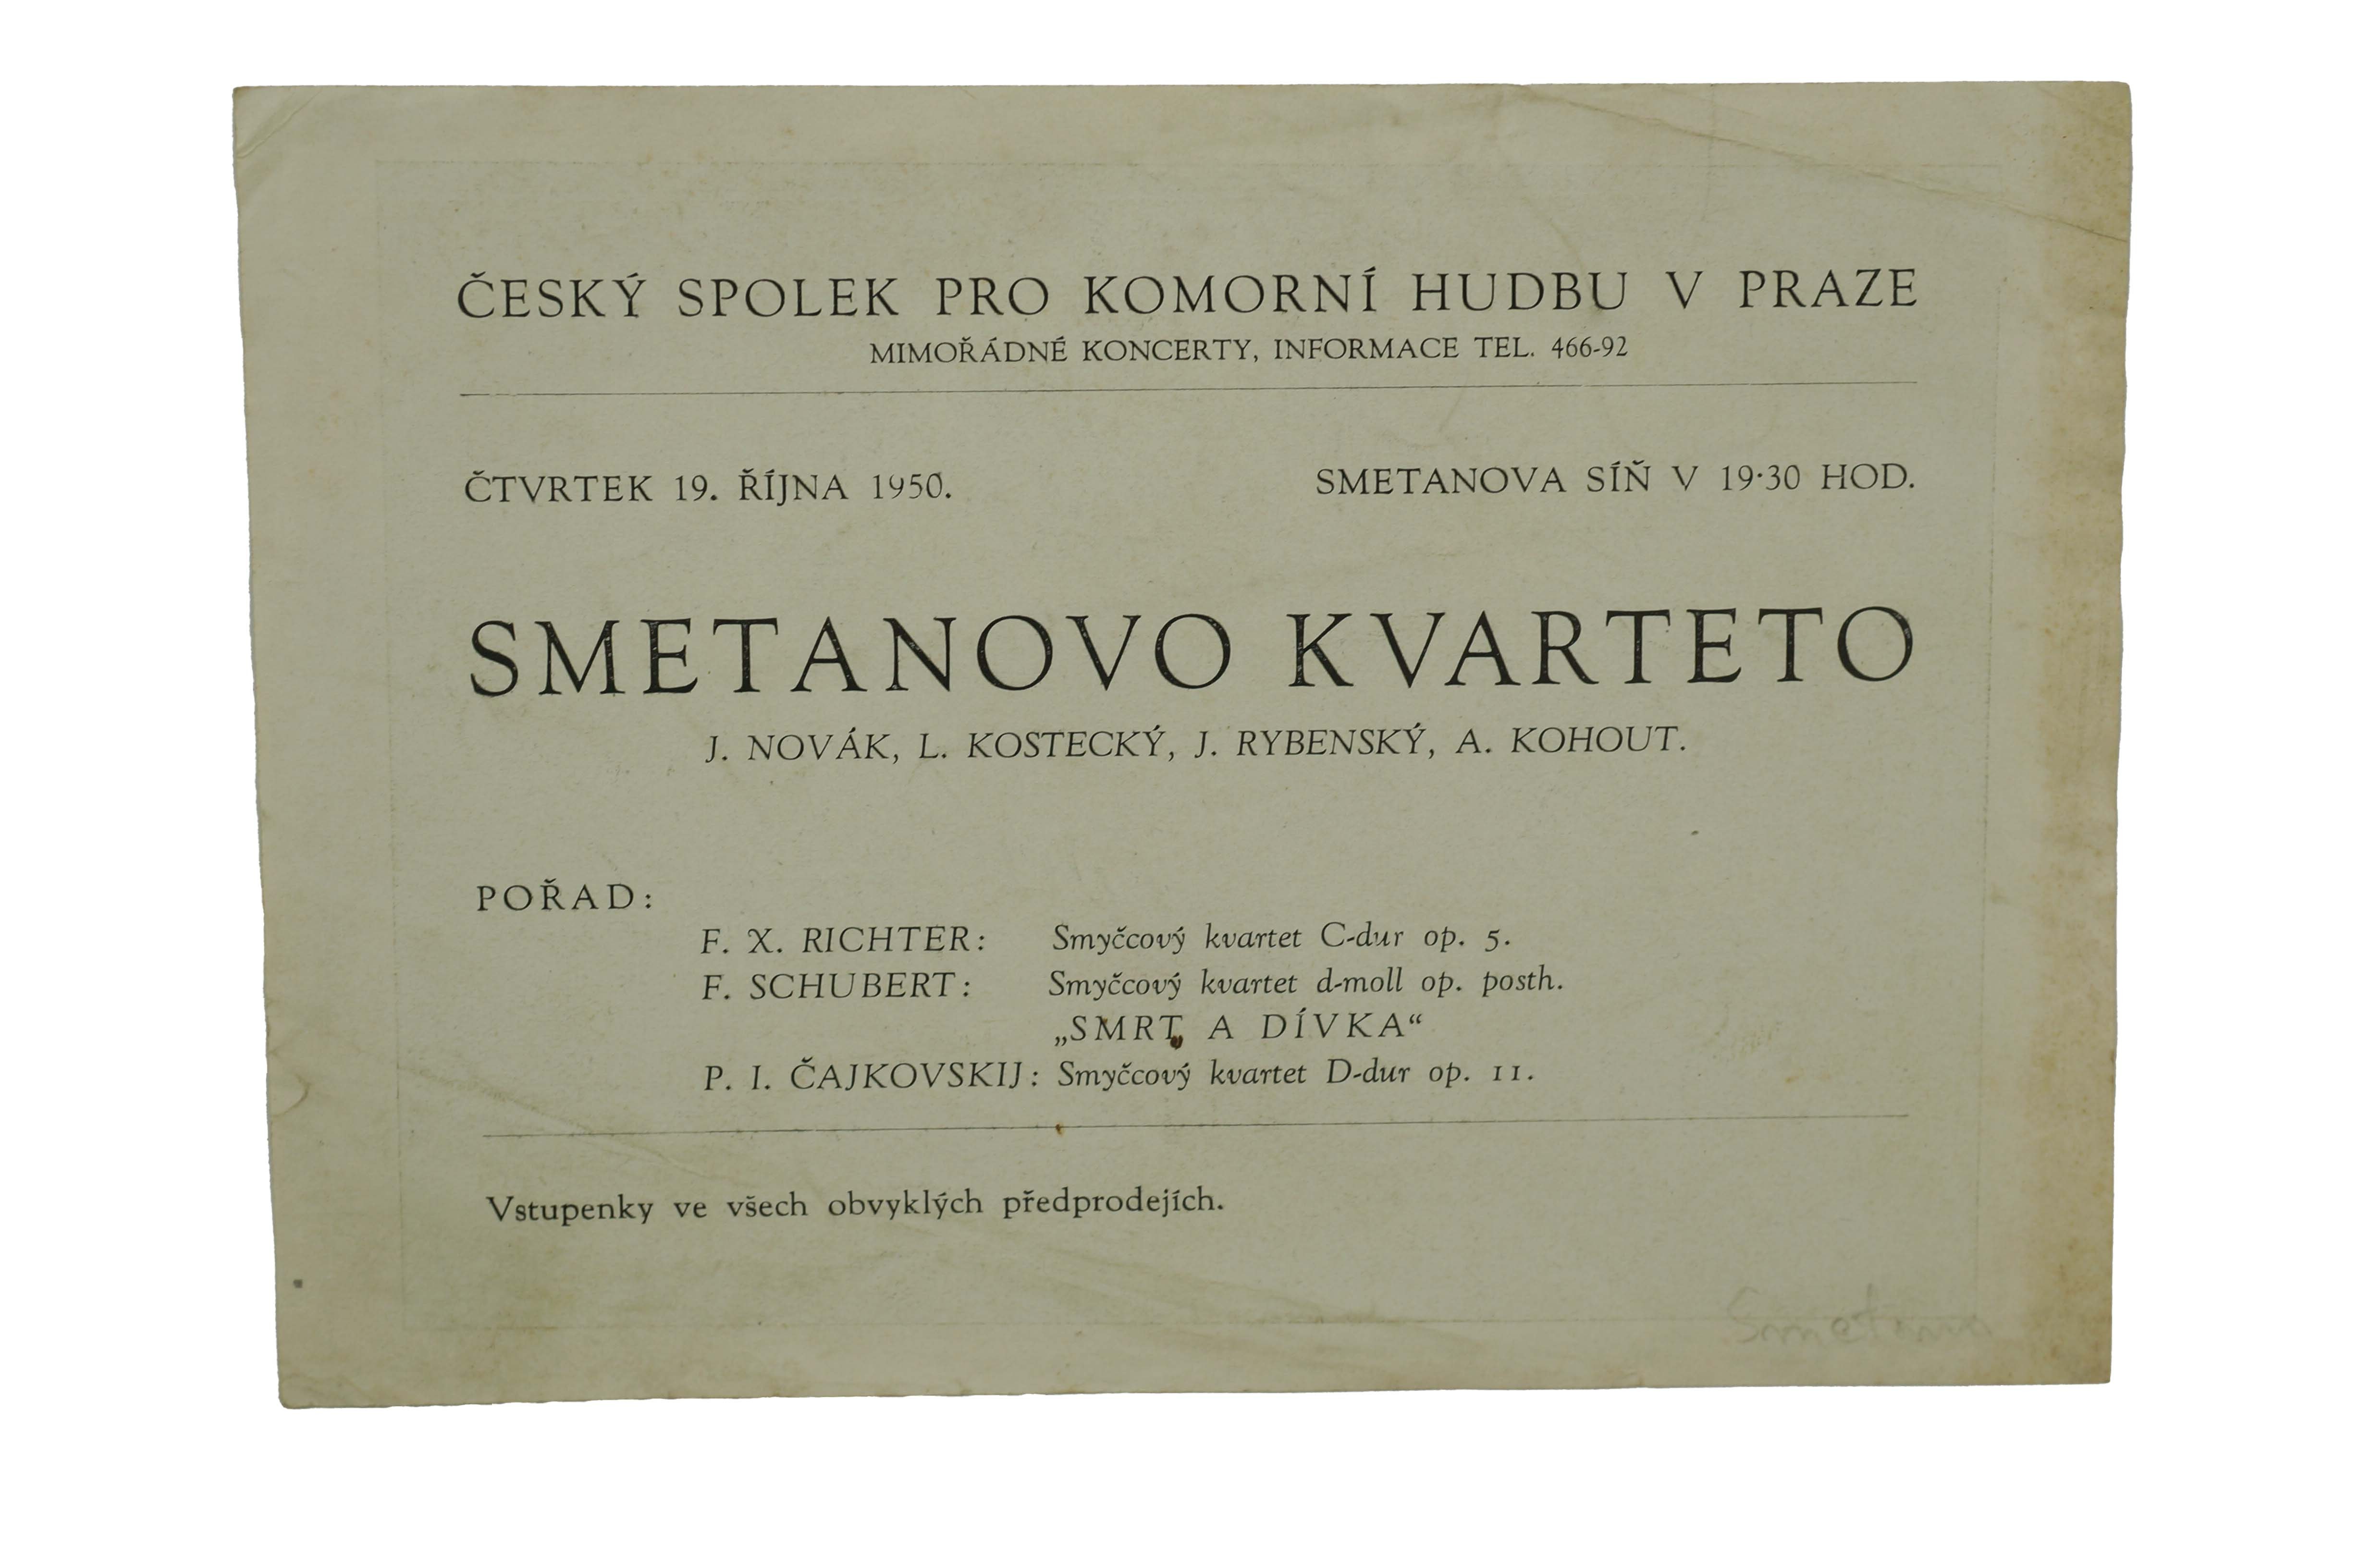 ČESKÝ SPOLEK PRO KOMORNÍ HUDBU V PRAZE
MIMOŘÁDNÉ KONCERTY, INFORMACE TEL. 466-92
ČTVRTEK 19. ŘÍJNA 1950. SMETANOVA SÍŇ V 19·30 HOD.
SMETANOVO KVARTETO
J. NOVÁK, L. KOSTECKÝ, J. RYBENSKÝ, A. KOHOUT.
POŘAD:
F. X. RICHTER: Smyčcový kvartet C-dur op. 5.
F. SCHUBERT: Smyčcový kvartet d-moll op. posth.
„SMRT A DÍVKA“
P. I. ČAJKOVSKIJ: Smyčcový kvartet D-dur op. 11.
Vstupenky ve všech obvyklých předprodejích.
Smetana